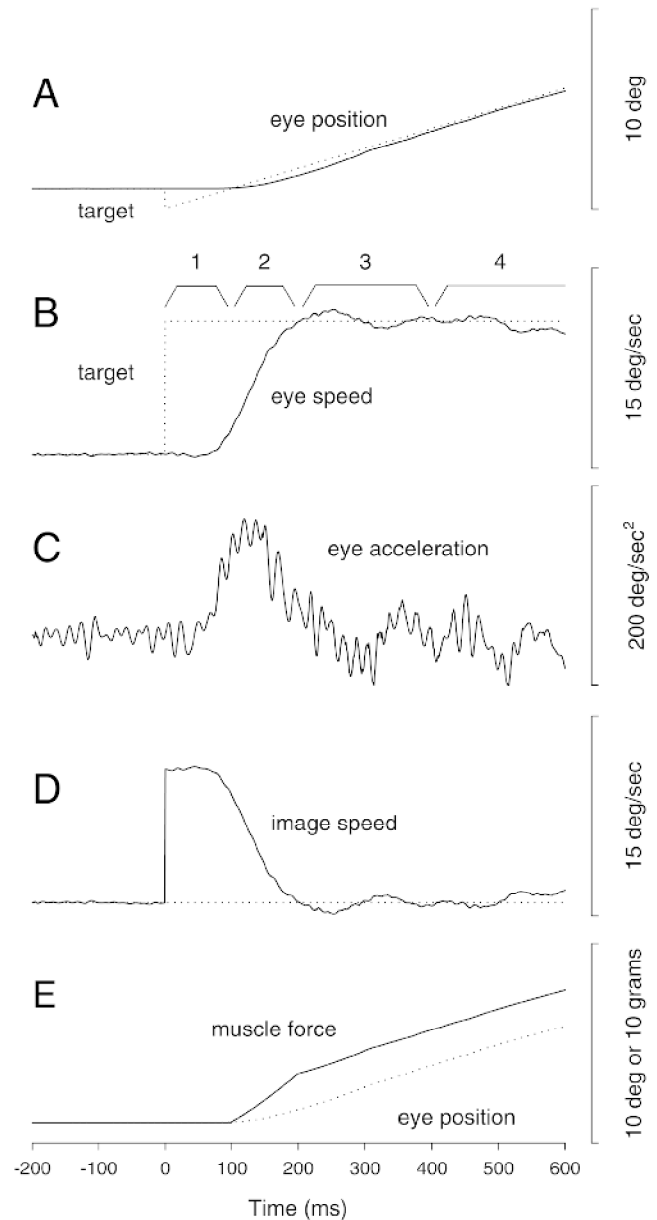 A
eye position
target
10 deg
1 2 3 4
B
target
eye speed
15 deg/sec
C
eye acceleration
200 deg/sec²
D
image speed
15 deg/sec
E
muscle force
eye position
10 deg or 10 grams
-200 -100 0 100 200 300 400 500 600
Time (ms)